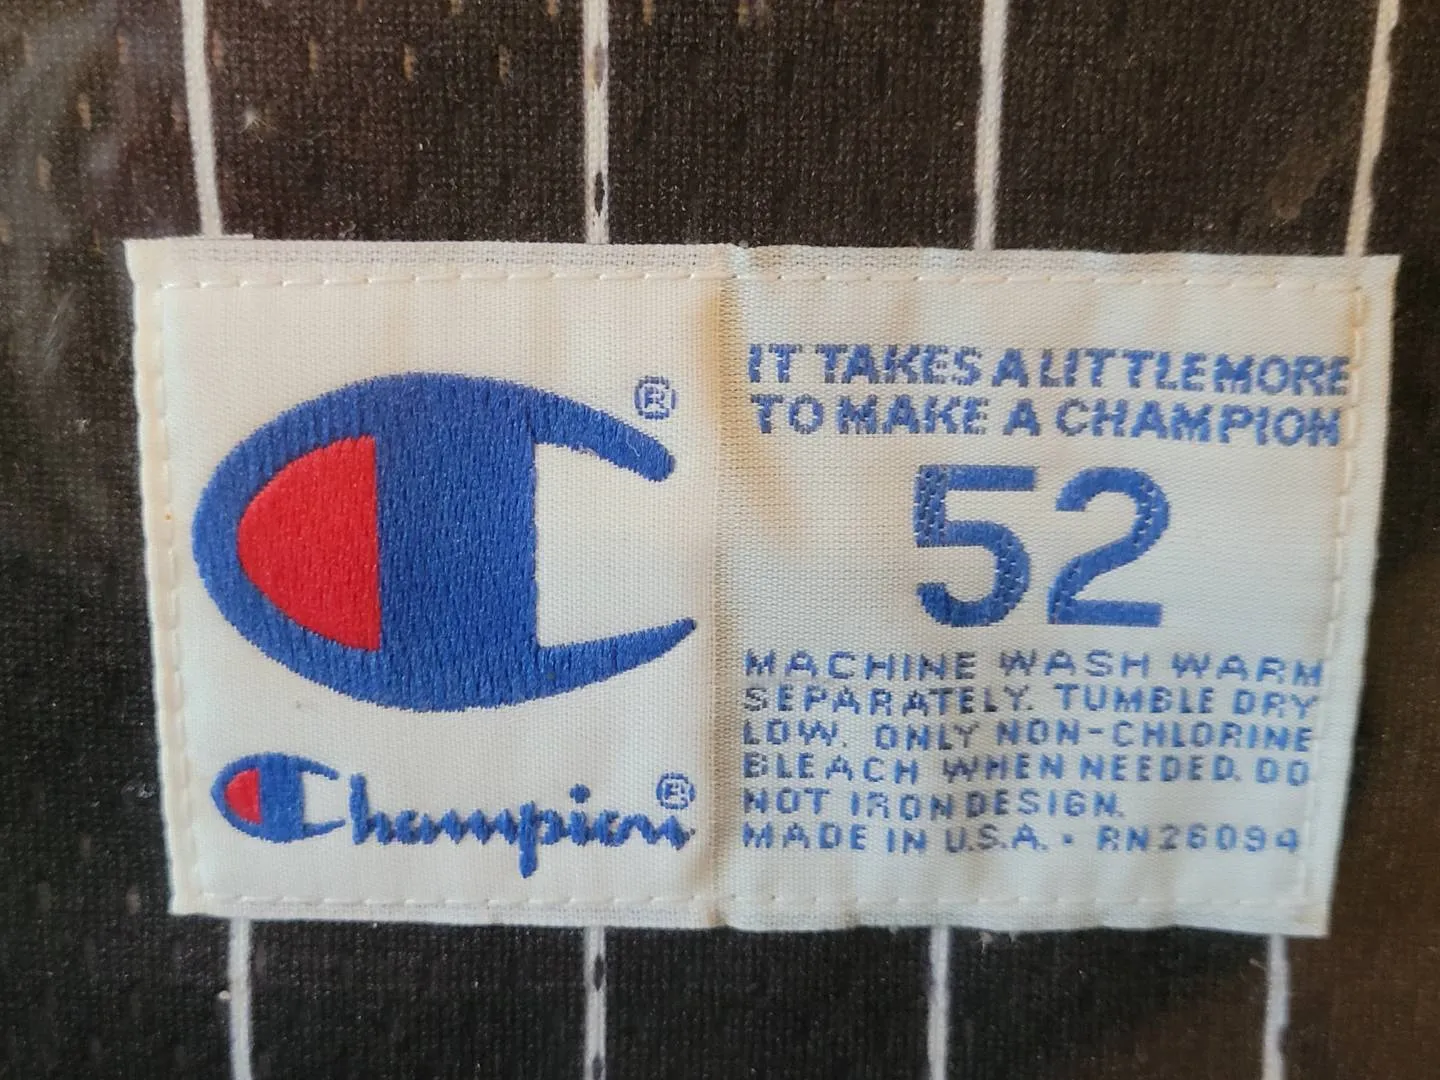 ®
Champion®
IT TAKES A LITTLE MORE
TO MAKE A CHAMPION
52
MACHINE WASH WARM
SEPARATELY. TUMBLE DRY
LOW. ONLY NON-CHLORINE
BLEACH WHEN NEEDED. DO
NOT IRON DESIGN.
MADE IN U.S.A. • RN26094